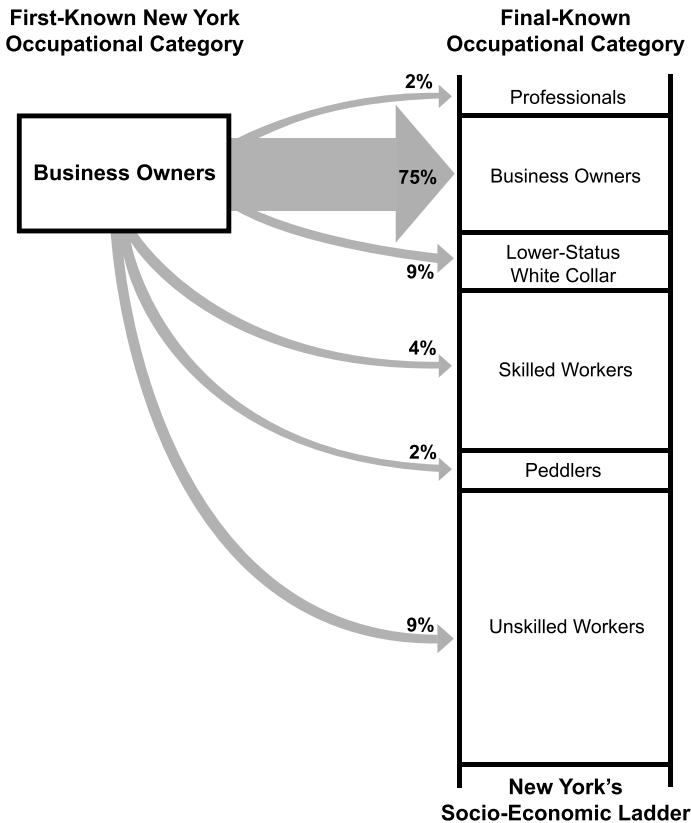 First-Known New York
Occupational Category
Final-Known
Occupational Category
2%
Professionals
Business Owners
75%
Business Owners
Lower-Status
White Collar
9%
4%
Skilled Workers
2%
Peddlers
9%
Unskilled Workers
New York’s
Socio-Economic Ladder